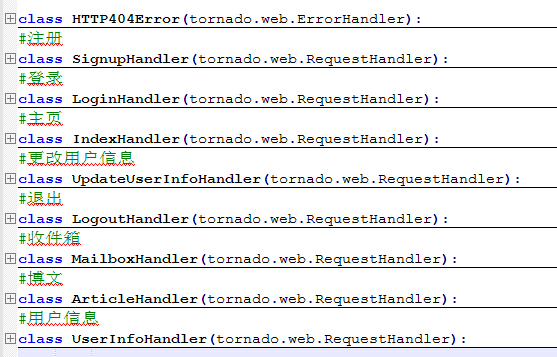 class HTTP404Error(tornado.web.ErrorHandler):
#注册
class SignupHandler(tornado.web.RequestHandler):
#登录
class LoginHandler(tornado.web.RequestHandler):
#主页
class IndexHandler(tornado.web.RequestHandler):
#更改用户信息
class UpdateUserInfoHandler(tornado.web.RequestHandler):
#退出
class LogoutHandler(tornado.web.RequestHandler):
#收件箱
class MailboxHandler(tornado.web.RequestHandler):
#博文
class ArticleHandler(tornado.web.RequestHandler):
#用户信息
class UserInfoHandler(tornado.web.RequestHandler):